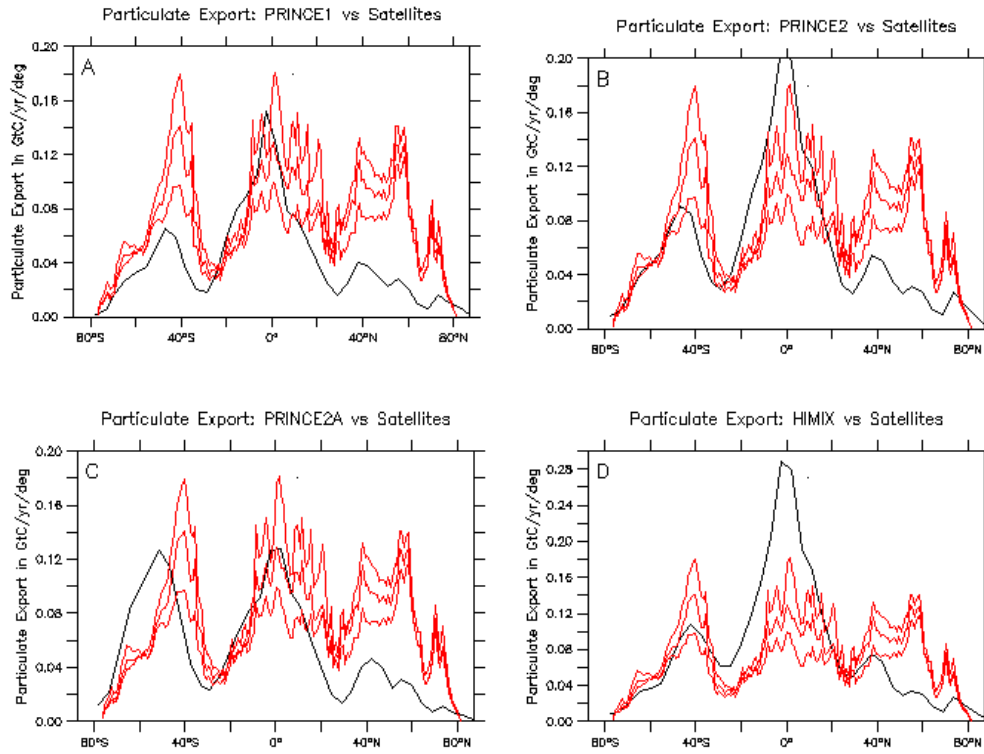 Particulate Export: PRINCE1 vs Satellites
A
Particulate Export in GtC/yr/deg
0.20
0.16
0.12
0.08
0.04
0.00
80°S 40°S 0° 40°N 80°N
Particulate Export: PRINCE2 vs Satellites
B
Particulate Export in GtC/yr/deg
0.20
0.16
0.12
0.08
0.04
0.00
80°S 40°S 0° 40°N 80°N
Particulate Export: PRINCE2A vs Satellites
C
Particulate Export in GtC/yr/deg
0.20
0.16
0.12
0.08
0.04
0.00
80°S 40°S 0° 40°N 80°N
Particulate Export: HIMIX vs Satellites
D
Particulate Export in GtC/yr/deg
0.28
0.24
0.20
0.16
0.12
0.08
0.04
0.00
80°S 40°S 0° 40°N 80°N